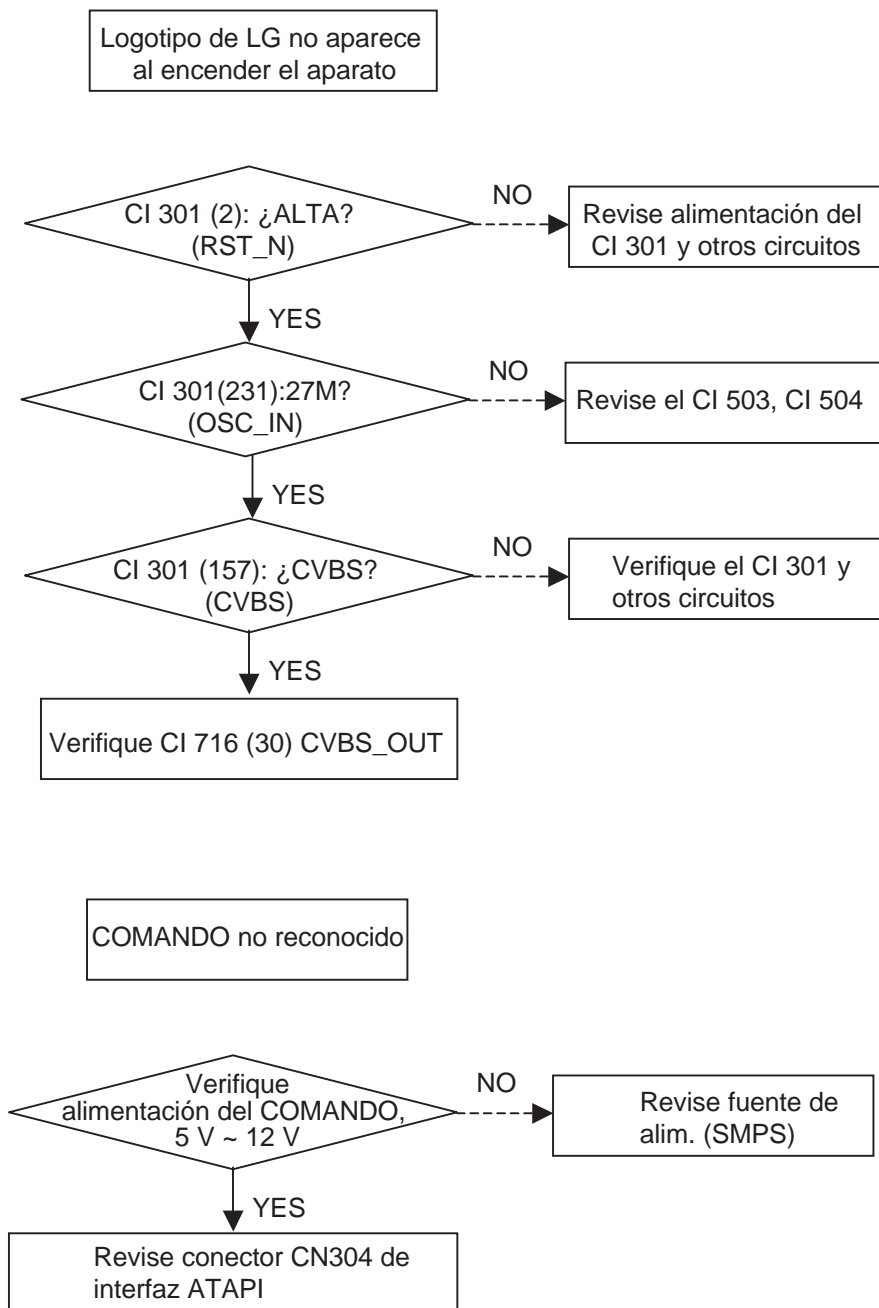 Logotipo de LG no aparece
al encender el aparato
CI 301 (2): ¿ALTA?
(RST_N)
NO
Revise alimentación del
CI 301 y otros circuitos
YES
CI 301(231):27M?
(OSC_IN)
NO
Revise el CI 503, CI 504
YES
CI 301 (157): ¿CVBS?
(CVBS)
NO
Verifique el CI 301 y
otros circuitos
YES
Verifique CI 716 (30) CVBS_OUT
COMANDO no reconocido
Verifique
alimentación del COMANDO,
5 V ~ 12 V
NO
Revise fuente de
alim. (SMPS)
YES
Revise conector CN304 de
interfaz ATAPI